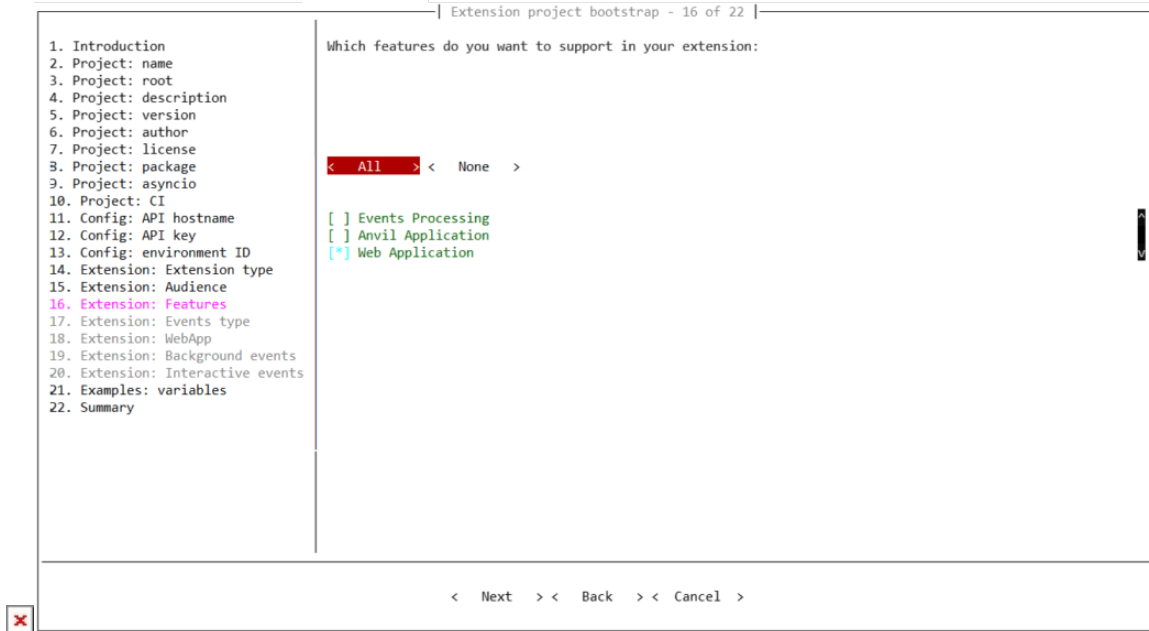 Extension project bootstrap - 16 of 22
1. Introduction
2. Project: name
3. Project: root
4. Project: description
5. Project: version
6. Project: author
7. Project: license
8. Project: package
9. Project: asyncio
10. Project: CI
11. Config: API hostname
12. Config: API key
13. Config: environment ID
14. Extension: Extension type
15. Extension: Audience
16. Extension: Features
17. Extension: Events type
18. Extension: WebApp
19. Extension: Background events
20. Extension: Interactive events
21. Examples: variables
22. Summary
Which features do you want to support in your extension:
< All > < None >
[ ] Events Processing
[ ] Anvil Application
[*] Web Application
< Next > < Back > < Cancel >